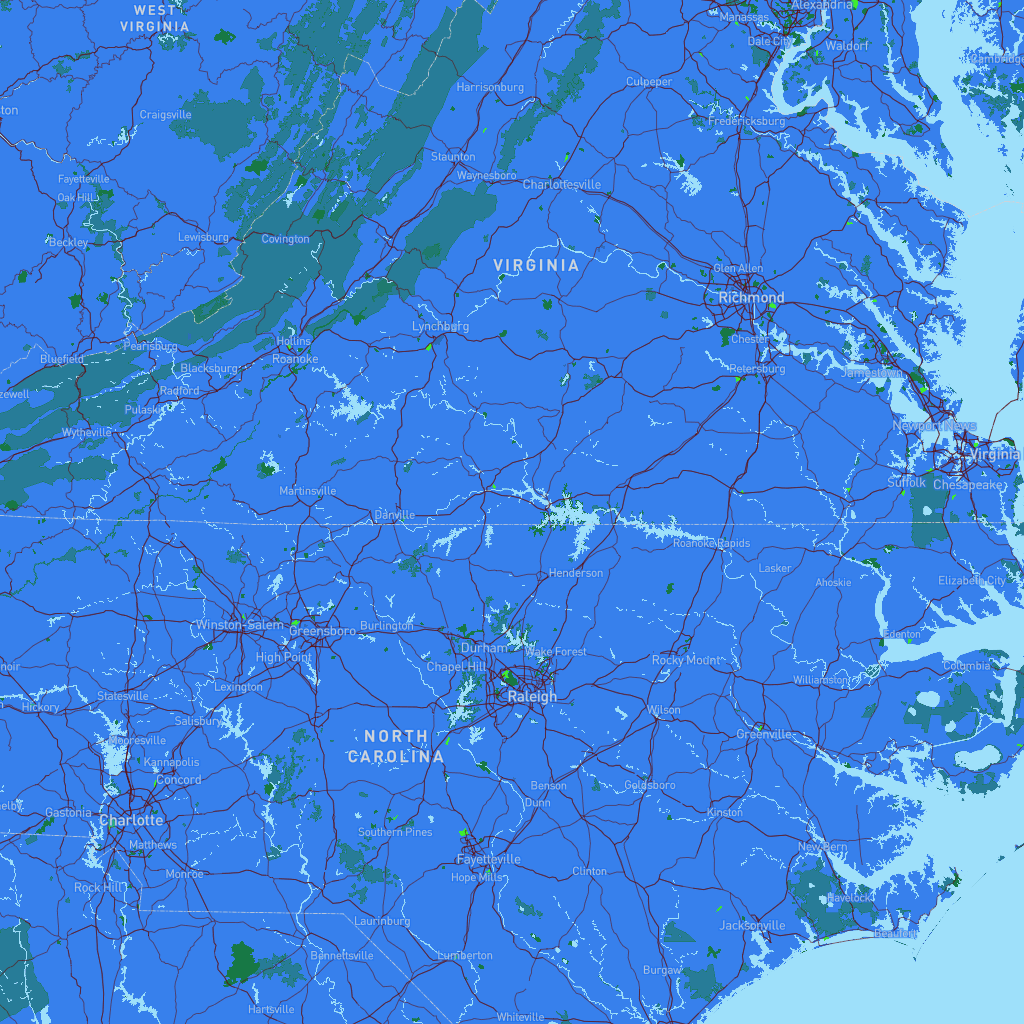 WEST
VIRGINIA
Alexandria
Manassas
Dale City
Waldorf
Cambridge
Culpeper
Harrisonburg
Craigsville
Fredericksburg
Staunton
Waynesboro
Charlottesville
Fayetteville
Oak Hill
Beckley
Lewisburg
Covington
VIRGINIA
Glen Allen
Richmond
Lynchburg
Chester
Hollins
Roanoke
Pearisburg
Bluefield
Blacksburg
Petersburg
Jamestown
Radford
Pulaski
Wytheville
Newport News
Virginia
Suffolk
Chesapeake
Martinsville
Danville
Roanoke Rapids
Lasker
Ahoskie
Elizabeth City
Henderson
Winston-Salem
Greensboro
Burlington
Edenton
Durham
Wake Forest
High Point
Chapel Hill
Rocky Mount
Columbia
Williamston
Lexington
Statesville
Raleigh
Hickory
Salisbury
Wilson
NORTH
CAROLINA
Greenville
Mooresville
Kannapolis
Concord
Benson
Goldsboro
Dunn
Kinston
Gastonia
Charlotte
Southern Pines
Matthews
New Bern
Fayetteville
Monroe
Hope Mills
Clinton
Rock Hill
Havelock
Laurinburg
Jacksonville
Beaufort
Bennettsville
Lumberton
Burgaw
Hartsville
Whiteville